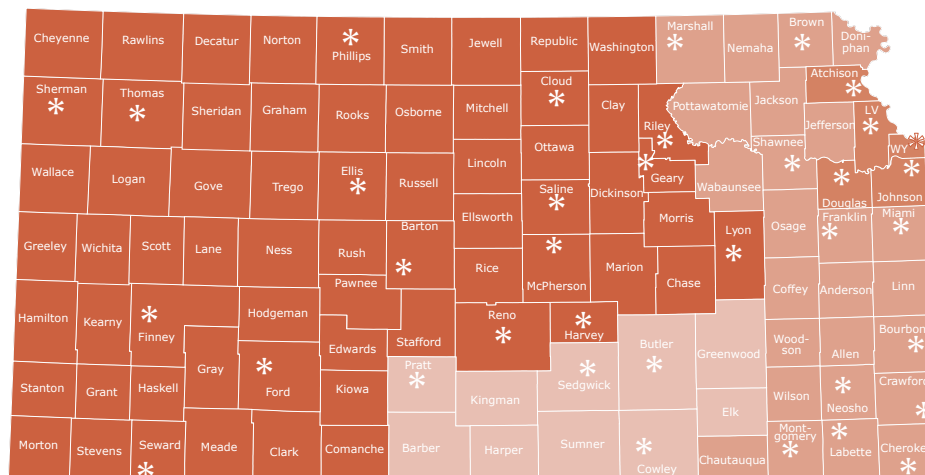 Cheyenne
Rawlins
Decatur
Norton
Phillips
Smith
Jewell
Republic
Washington
Marshall
Nemaha
Brown
Doni-
phan
Sherman
Thomas
Sheridan
Graham
Rooks
Osborne
Mitchell
Cloud
Clay
Riley
Pottawatomie
Jackson
Atchison
Jefferson
LV
Wallace
Logan
Gove
Trego
Ellis
Russell
Lincoln
Ottawa
Saline
Dickinson
Geary
Wabaunsee
Shawnee
WY
Douglas
Johnson
Greeley
Wichita
Scott
Lane
Ness
Rush
Barton
Ellsworth
Rice
McPherson
Marion
Morris
Chase
Lyon
Osage
Franklin
Miami
Hamilton
Kearny
Finney
Hodgeman
Pawnee
Edwards
Stafford
Reno
Harvey
Butler
Greenwood
Coffey
Anderson
Linn
Stanton
Grant
Haskell
Gray
Ford
Kiowa
Pratt
Kingman
Sedgwick
Elk
Wood-
son
Allen
Bourbon
Wilson
Neosho
Crawford
Morton
Stevens
Seward
Meade
Clark
Comanche
Barber
Harper
Sumner
Cowley
Chautauqua
Mont-
gomery
Labette
Cheroke